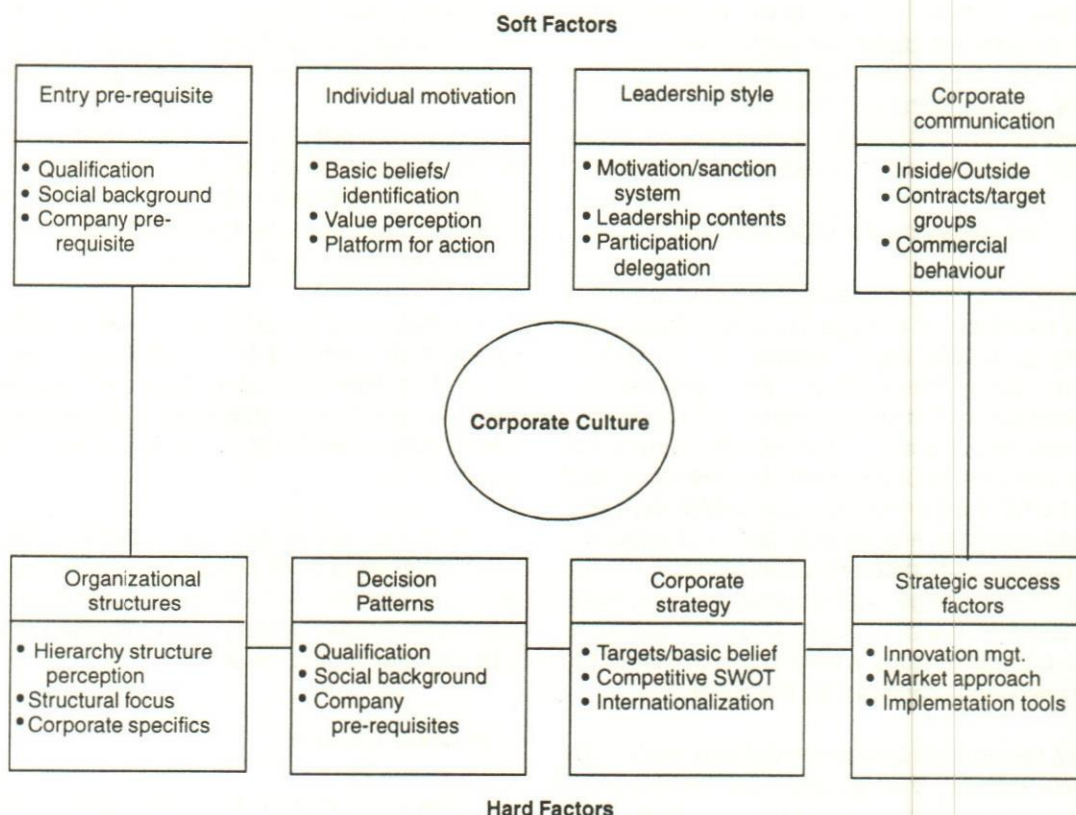 Soft Factors
Entry pre-requisite
• Qualification
• Social background
• Company pre-
requisite
Individual motivation
• Basic beliefs/
identification
• Value perception
• Platform for action
Leadership style
• Motivation/sanction
system
• Leadership contents
• Participation/
delegation
Corporate
communication
• Inside/Outside
• Contracts/target
groups
• Commercial
behaviour
Corporate Culture
Organizational
structures
• Hierarchy structure
perception
• Structural focus
• Corporate specifics
Decision
Patterns
• Qualification
• Social background
• Company
pre-requisites
Corporate
strategy
• Targets/basic belief
• Competitive SWOT
• Internationalization
Strategic success
factors
• Innovation mgt.
• Market approach
• Implemetation tools
Hard Factors